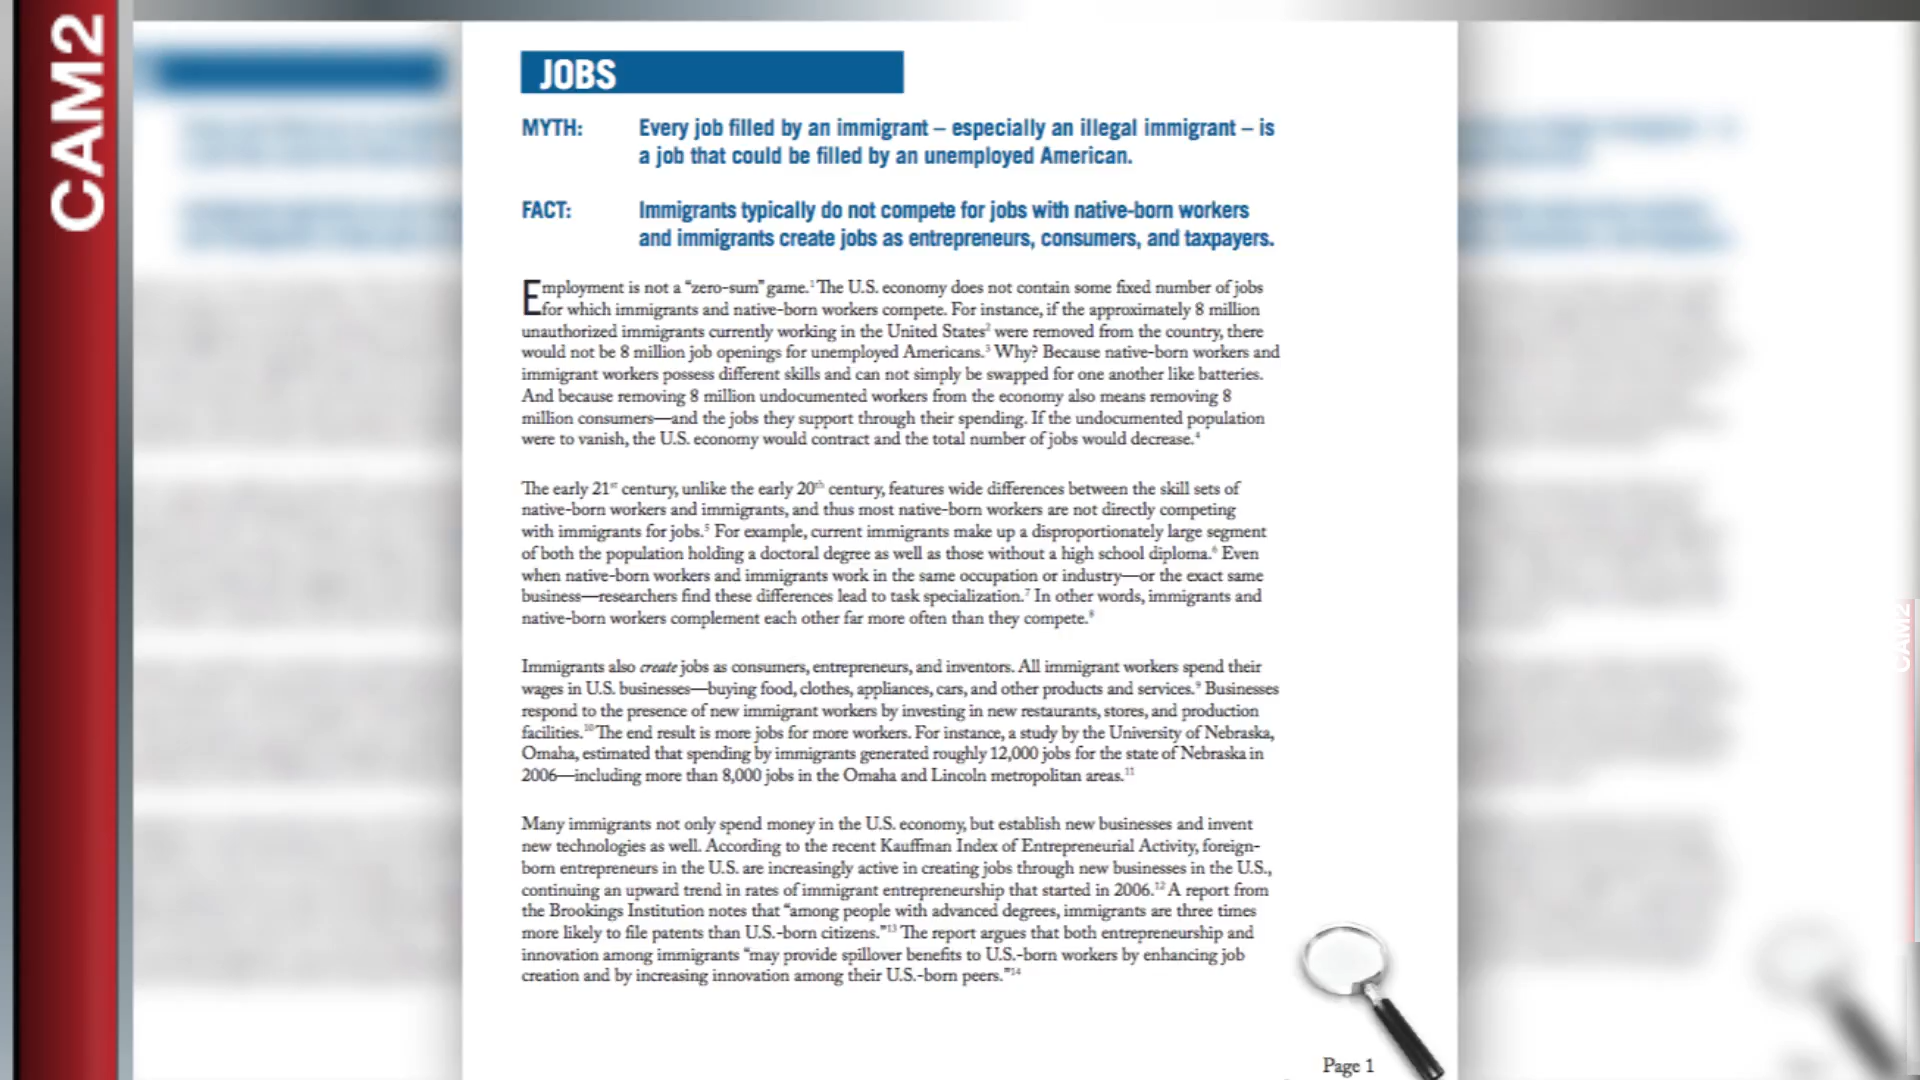 CAM2
JOBS
MYTH: Every job filled by an immigrant – especially an illegal immigrant – is
a job that could be filled by an unemployed American.
FACT: Immigrants typically do not compete for jobs with native-born workers
and immigrants create jobs as entrepreneurs, consumers, and taxpayers.
Employment is not a “zero-sum” game.¹ The U.S. economy does not contain some fixed number of jobs
for which immigrants and native-born workers compete. For instance, if the approximately 8 million
unauthorized immigrants currently working in the United States² were removed from the country, there
would not be 8 million job openings for unemployed Americans.³ Why? Because native-born workers and
immigrant workers possess different skills and can not simply be swapped for one another like batteries.
And because removing 8 million undocumented workers from the economy also means removing 8
million consumers—and the jobs they support through their spending. If the undocumented population
were to vanish, the U.S. economy would contract and the total number of jobs would decrease.⁴
The early 21st century, unlike the early 20th century, features wide differences between the skill sets of
native-born workers and immigrants, and thus most native-born workers are not directly competing
with immigrants for jobs.⁵ For example, current immigrants make up a disproportionately large segment
of both the population holding a doctoral degree as well as those without a high school diploma.⁶ Even
when native-born workers and immigrants work in the same occupation or industry—or the exact same
business—researchers find these differences lead to task specialization.⁷ In other words, immigrants and
native-born workers complement each other far more often than they compete.⁸
Immigrants also create jobs as consumers, entrepreneurs, and inventors. All immigrant workers spend their
wages in U.S. businesses—buying food, clothes, appliances, cars, and other products and services.⁹ Businesses
respond to the presence of new immigrant workers by investing in new restaurants, stores, and production
facilities.¹⁰ The end result is more jobs for more workers. For instance, a study by the University of Nebraska,
Omaha, estimated that spending by immigrants generated roughly 12,000 jobs for the state of Nebraska in
2006—including more than 8,000 jobs in the Omaha and Lincoln metropolitan areas.¹¹
Many immigrants not only spend money in the U.S. economy, but establish new businesses and invent
new technologies as well. According to the recent Kauffman Index of Entrepreneurial Activity, foreign-
born entrepreneurs in the U.S. are increasingly active in creating jobs through new businesses in the U.S.,
continuing an upward trend in rates of immigrant entrepreneurship that started in 2006.¹² A report from
the Brookings Institution notes that “among people with advanced degrees, immigrants are three times
more likely to file patents than U.S.-born citizens.”¹³ The report argues that both entrepreneurship and
innovation among immigrants “may provide spillover benefits to U.S.-born workers by enhancing job
creation and by increasing innovation among their U.S.-born peers.”¹⁴
Page 1
CAM2